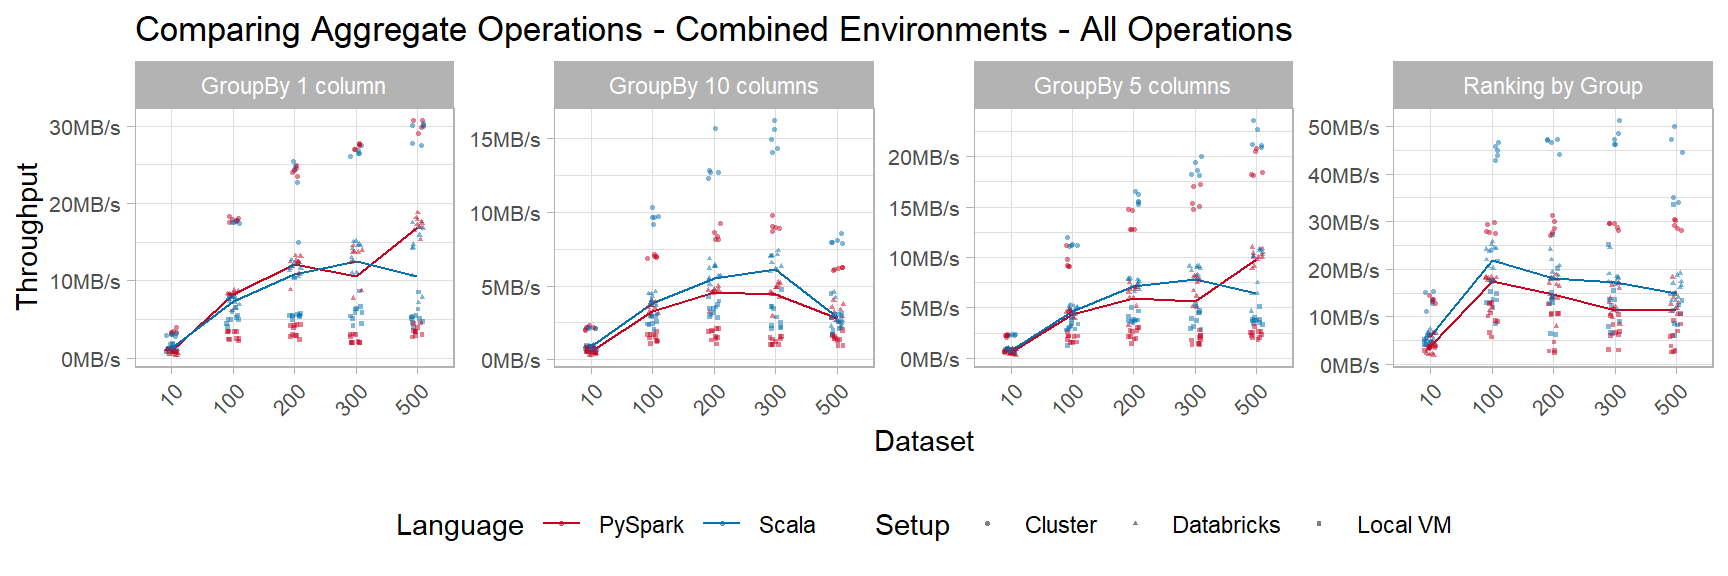 Comparing Aggregate Operations - Combined Environments - All Operations
GroupBy 1 column
GroupBy 10 columns
GroupBy 5 columns
Ranking by Group
Throughput
30MB/s
20MB/s
10MB/s
0MB/s
15MB/s
10MB/s
5MB/s
0MB/s
20MB/s
15MB/s
10MB/s
5MB/s
0MB/s
50MB/s
40MB/s
30MB/s
20MB/s
10MB/s
0MB/s
10 100 200 300 500
10 100 200 300 500
10 100 200 300 500
10 100 200 300 500
Dataset
Language PySpark Scala Setup Cluster Databricks Local VM